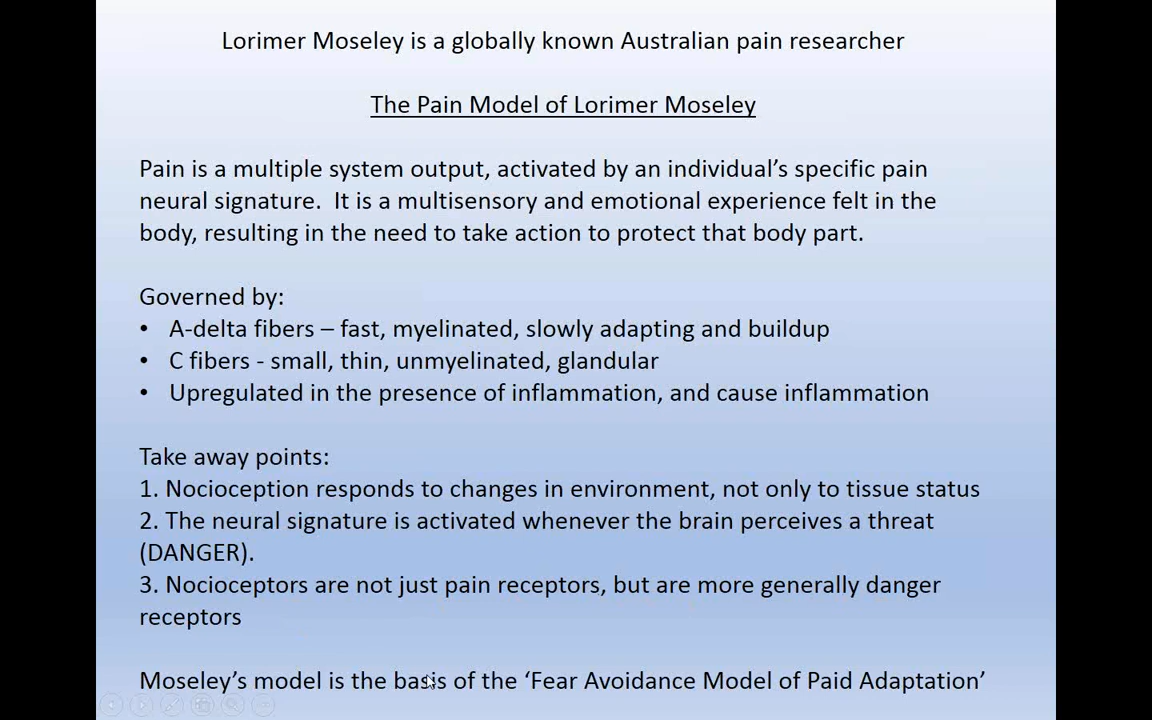 Lorimer Moseley is a globally known Australian pain researcher
The Pain Model of Lorimer Moseley
Pain is a multiple system output, activated by an individual’s specific pain
neural signature.  It is a multisensory and emotional experience felt in the
body, resulting in the need to take action to protect that body part.
Governed by:
• A-delta fibers – fast, myelinated, slowly adapting and buildup
• C fibers - small, thin, unmyelinated, glandular
• Upregulated in the presence of inflammation, and cause inflammation
Take away points:
1. Nocioception responds to changes in environment, not only to tissue status
2. The neural signature is activated whenever the brain perceives a threat
(DANGER).
3. Nocioceptors are not just pain receptors, but are more generally danger
receptors
Moseley’s model is the basis of the ‘Fear Avoidance Model of Paid Adaptation’